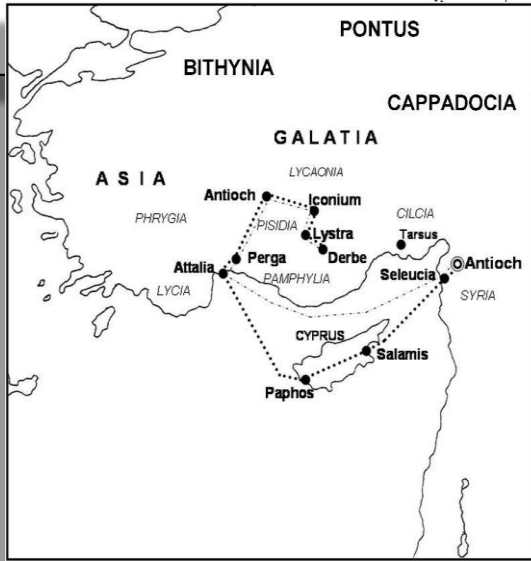 PONTUS
BITHYNIA
CAPPADOCIA
GALATIA
LYCAONIA
ASIA
Antioch
Iconium
PHRYGIA
PISIDIA
CILCIA
Lystra
Tarsus
Perga
Derbe
Antioch
Attalia
PAMPHYLIA
Seleucia
LYCIA
SYRIA
CYPRUS
Salamis
Paphos